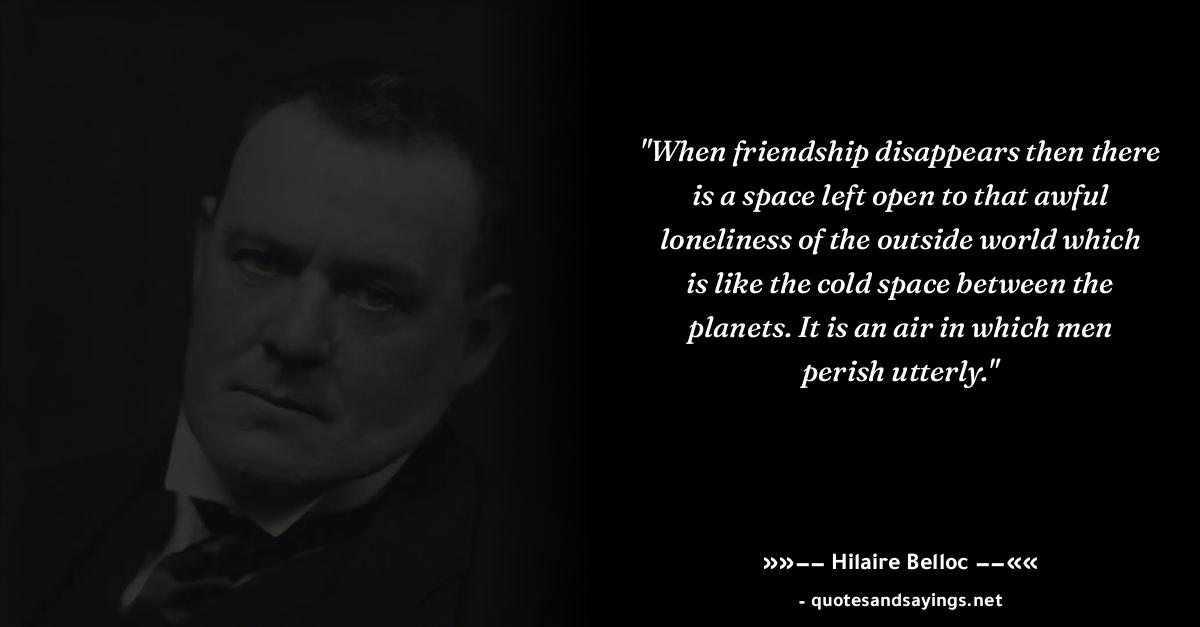 "When friendship disappears then there
is a space left open to that awful
loneliness of the outside world which
is like the cold space between the
planets. It is an air in which men
perish utterly."
»»−− Hilaire Belloc −−««
- quotesandsayings.net